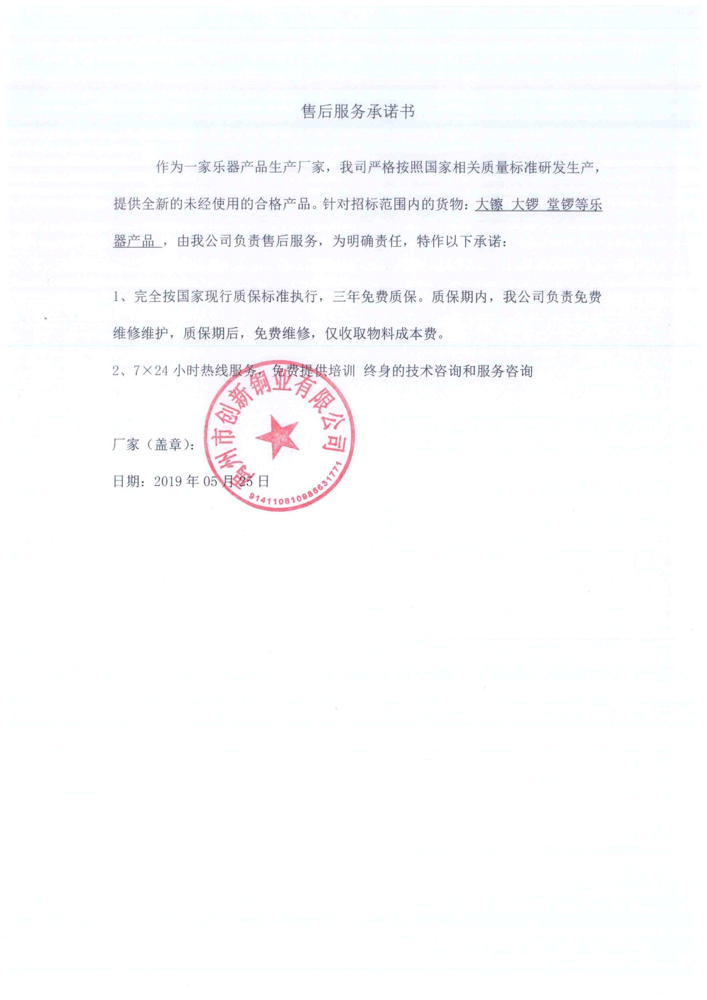 售后服务承诺书
作为一家乐器产品生产厂家，我司严格按照国家相关质量标准研发生产，
提供全新的未经使用的合格产品。针对招标范围内的货物：大镲 大锣 堂锣等乐
器产品 ，由我公司负责售后服务，为明确责任，特作以下承诺：
1、完全按国家现行质保标准执行，三年免费质保。质保期内，我公司负责免费
维修维护，质保期后，免费维修，仅收取物料成本费。
2、7×24 小时热线服务， 免费提供培训 终身的技术咨询和服务咨询
厂家（盖章）：
日期：2019 年 05 月 25 日
禹州市创新铜业有限公司
914110810985631771